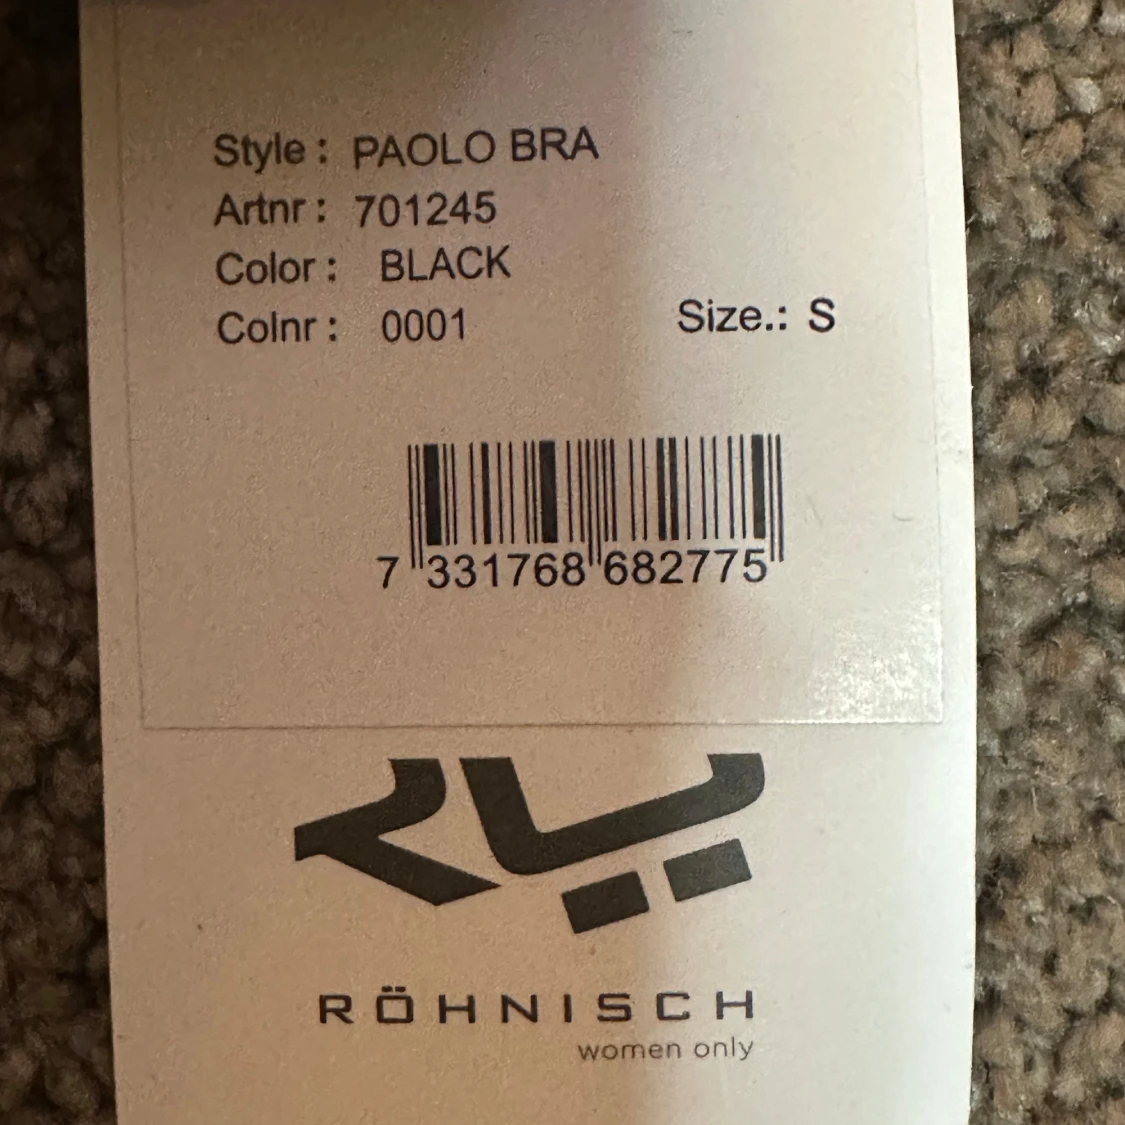 Style : PAOLO BRA
Artnr : 701245
Color : BLACK
Colnr : 0001
Size.: S
7 331768 682775
RÖHNISCH
women only